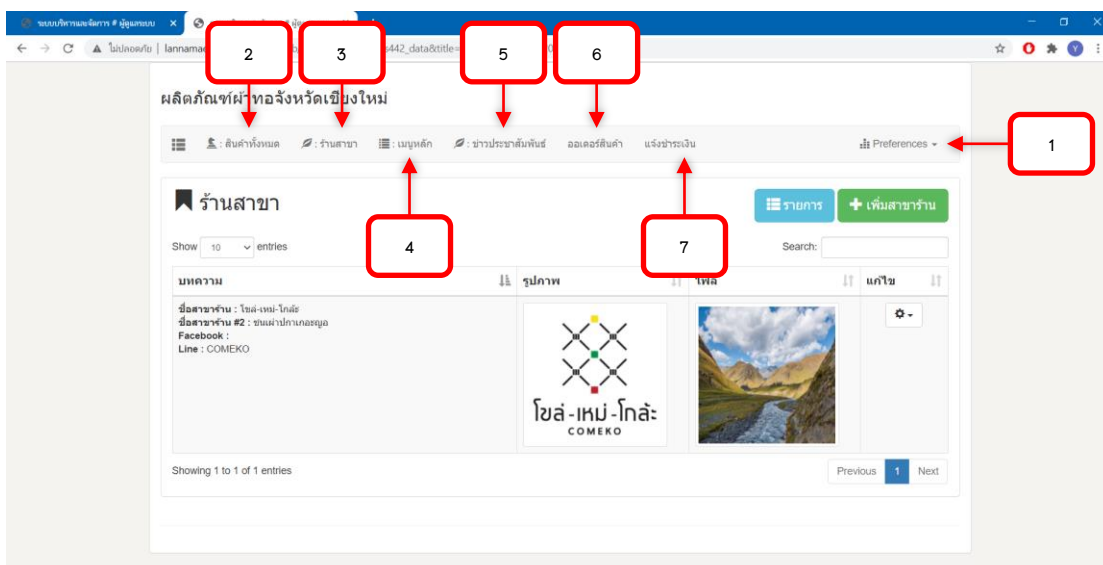 ระบบบริหารและจัดการ # ผู้ดูแลระบบ
ไม่ปลอดภัย | lannama s442_data&title=
2 3 5 6
ผลิตภัณฑ์ผ้าทอจังหวัดเชียงใหม่
: สินค้าทั้งหมด : ร้านสาขา : เมนูหลัก : ข่าวประชาสัมพันธ์ ออเดอร์สินค้า แจ้งชำระเงิน Preferences 1
ร้านสาขา รายการ เพิ่มสาขาร้าน
4 7
Show 10 entries Search:
บทความ รูปภาพ ไฟล์ แก้ไข
ชื่อสาขาร้าน : โขล่-เหม่-โกล้ะ
ชื่อสาขาร้าน #2 : ชนเผ่าปกาเกอะญอ
Facebook :
Line : COMEKO
โขล่-เหม่-โกล้ะ
COMEKO
Showing 1 to 1 of 1 entries Previous 1 Next